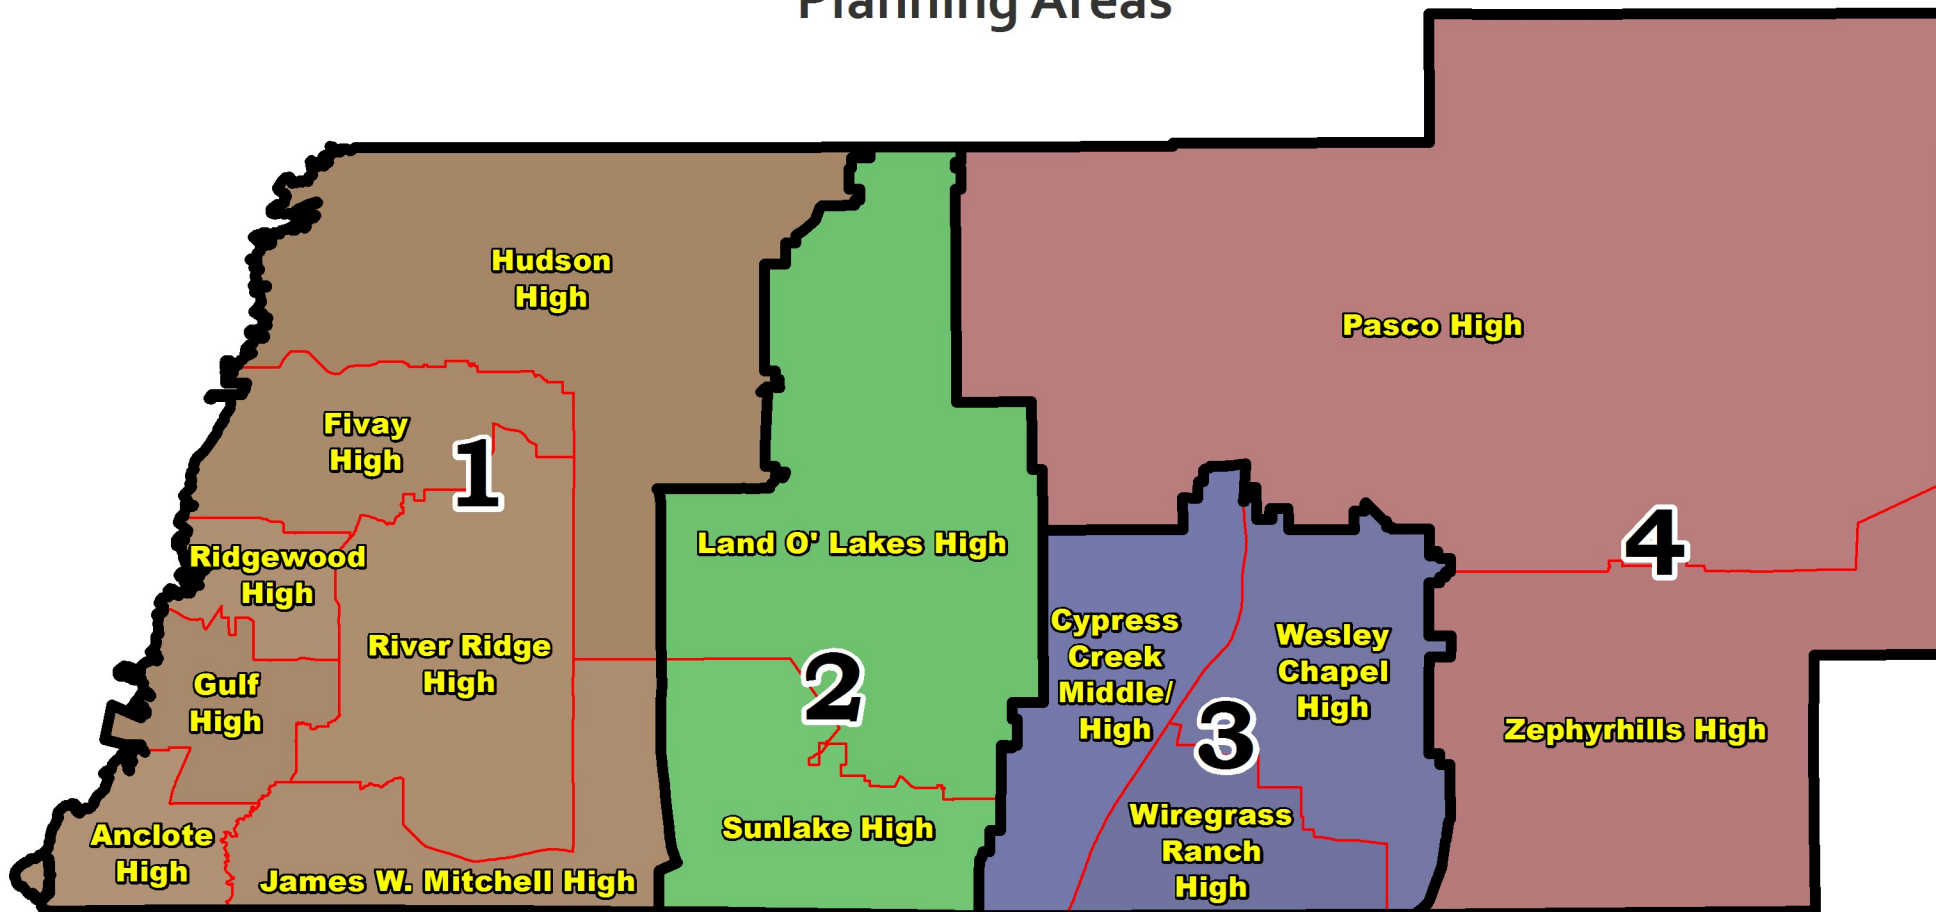 Planning Areas
Hudson
High
Pasco High
Fivay
High
1
Land O' Lakes High
4
Ridgewood
High
River Ridge
High
Cypress
Creek
Middle/
High
Wesley
Chapel
High
Gulf
High
2
3
Zephyrhills High
Anclote
High
Sunlake High
Wiregrass
Ranch
High
James W. Mitchell High